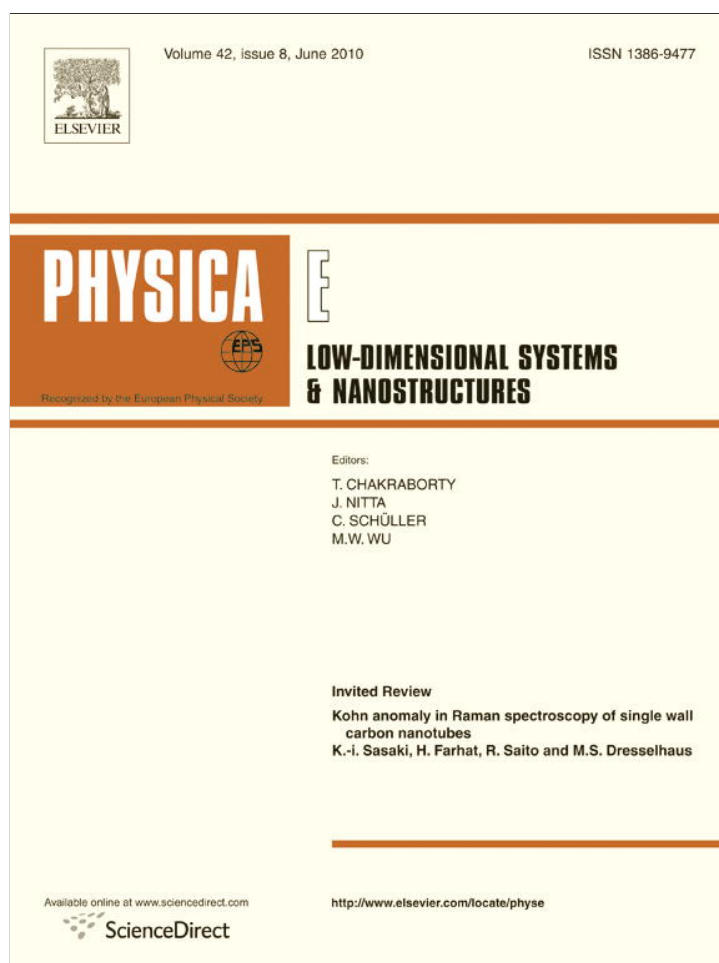 Volume 42, issue 8, June 2010
ISSN 1386-9477
ELSEVIER
PHYSICA E
EPS
Recognized by the European Physical Society
LOW-DIMENSIONAL SYSTEMS
& NANOSTRUCTURES
Editors:
T. CHAKRABORTY
J. NITTA
C. SCHÜLLER
M.W. WU
Invited Review
Kohn anomaly in Raman spectroscopy of single wall
carbon nanotubes
K.-i. Sasaki, H. Farhat, R. Saito and M.S. Dresselhaus
Available online at www.sciencedirect.com
ScienceDirect
http://www.elsevier.com/locate/physe